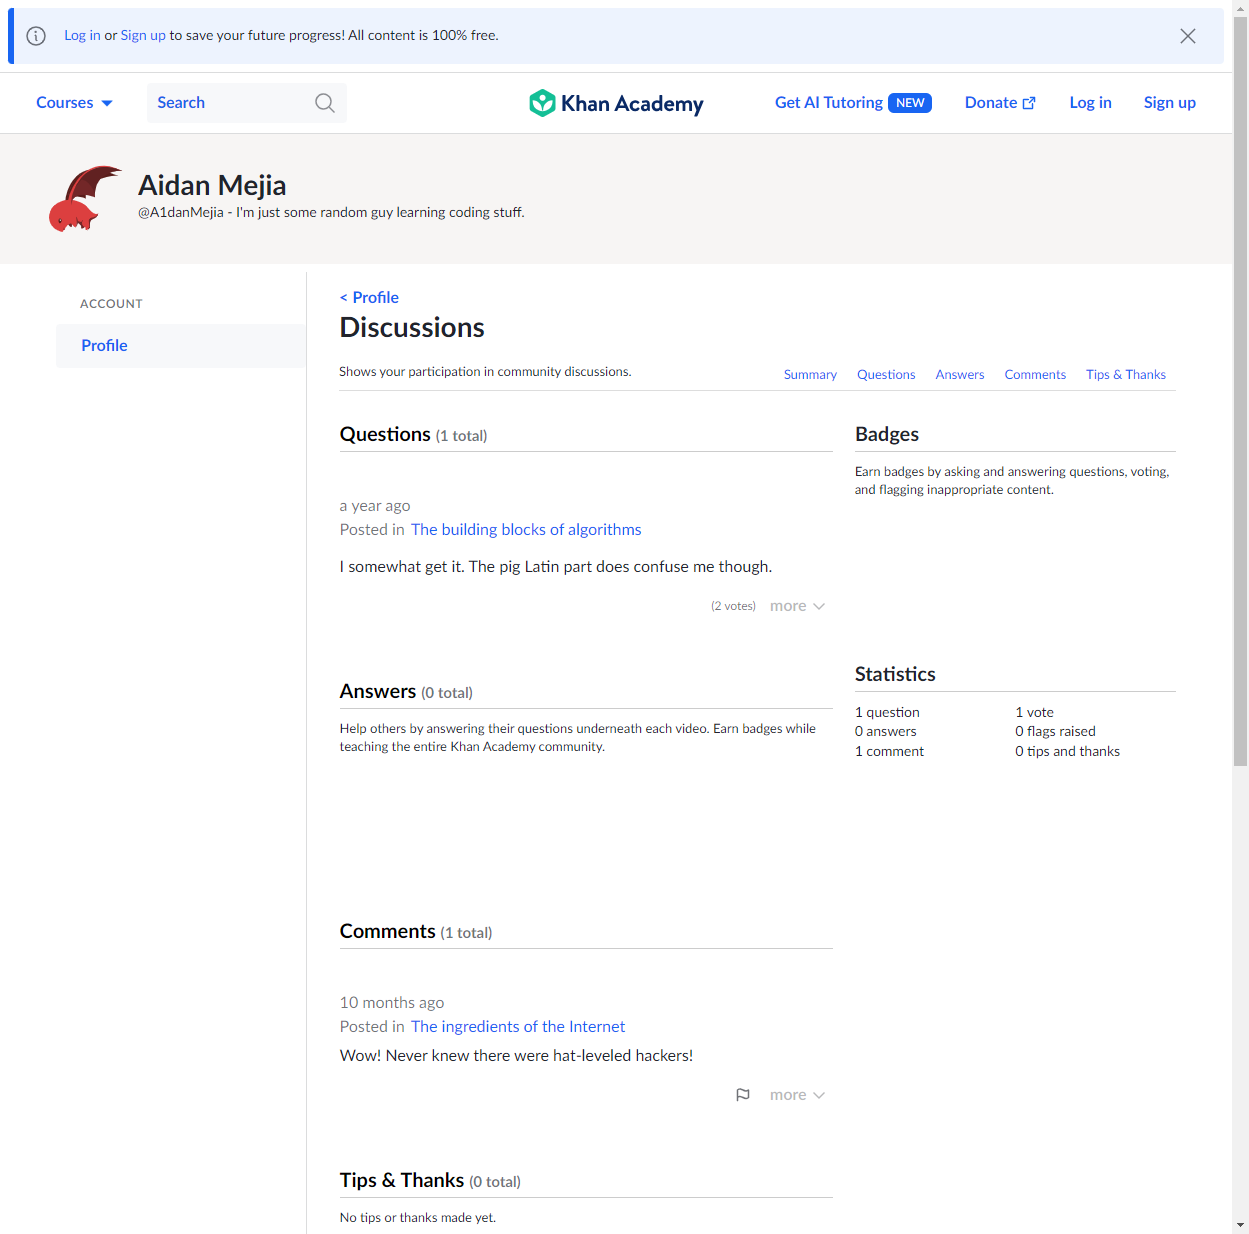 Log in or Sign up to save your future progress! All content is 100% free.
Courses
Search
Khan Academy
Get AI Tutoring NEW
Donate
Log in
Sign up
Aidan Mejia
@A1danMejia - I'm just some random guy learning coding stuff.
ACCOUNT
Profile
< Profile
Discussions
Shows your participation in community discussions.
Summary
Questions
Answers
Comments
Tips & Thanks
Questions (1 total)
a year ago
Posted in The building blocks of algorithms
I somewhat get it. The pig Latin part does confuse me though.
(2 votes) more
Answers (0 total)
Help others by answering their questions underneath each video. Earn badges while
teaching the entire Khan Academy community.
Comments (1 total)
10 months ago
Posted in The ingredients of the Internet
Wow! Never knew there were hat-leveled hackers!
more
Tips & Thanks (0 total)
No tips or thanks made yet.
Badges
Earn badges by asking and answering questions, voting,
and flagging inappropriate content.
Statistics
1 question 1 vote
0 answers 0 flags raised
1 comment 0 tips and thanks